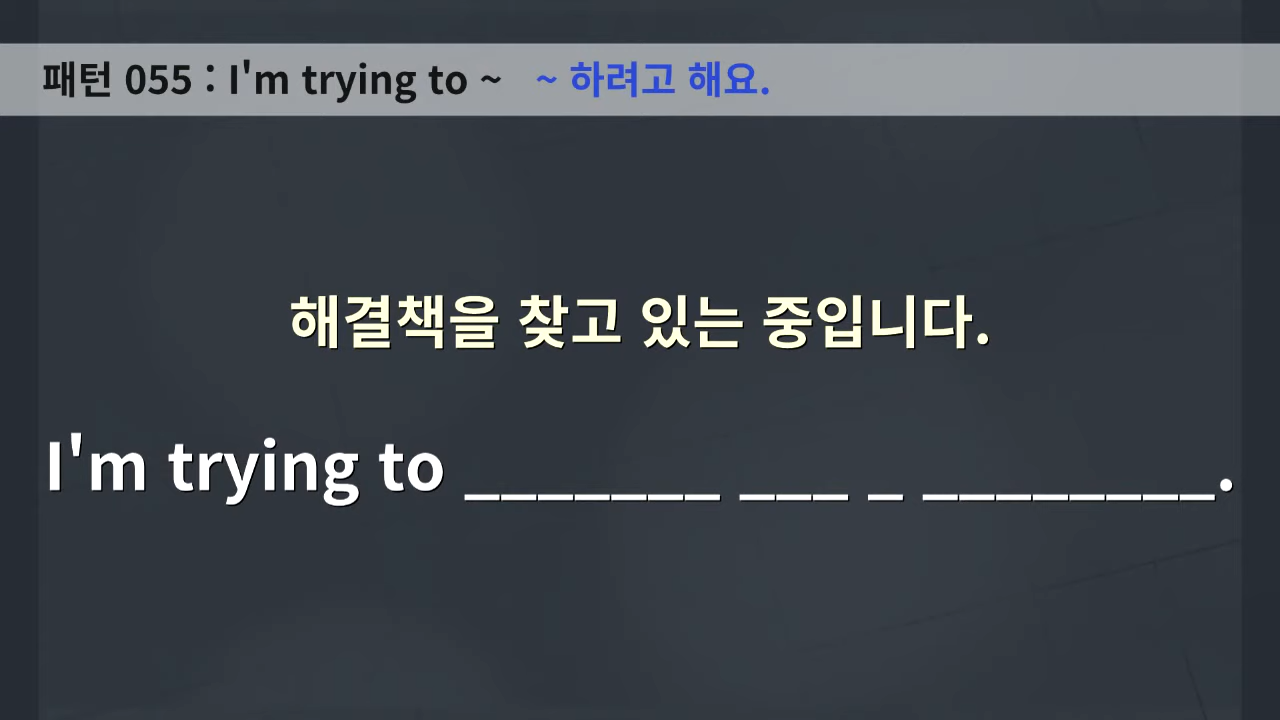 패턴 055 : I'm trying to ~ ~ 하려고 해요.
해결책을 찾고 있는 중입니다.
I'm trying to _______ ___ _ ________.